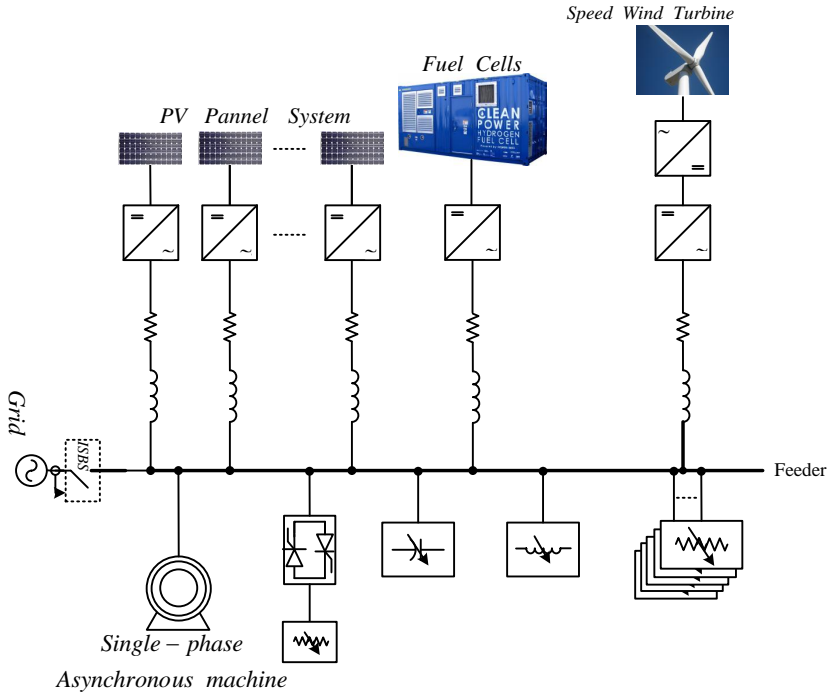 Speed Wind Turbine
Fuel Cells
PV Pannel System
CLEAN
POWER
HYDROGEN
FUEL CELL
Grid
ISBS
Feeder
Single – phase
Asynchronous machine